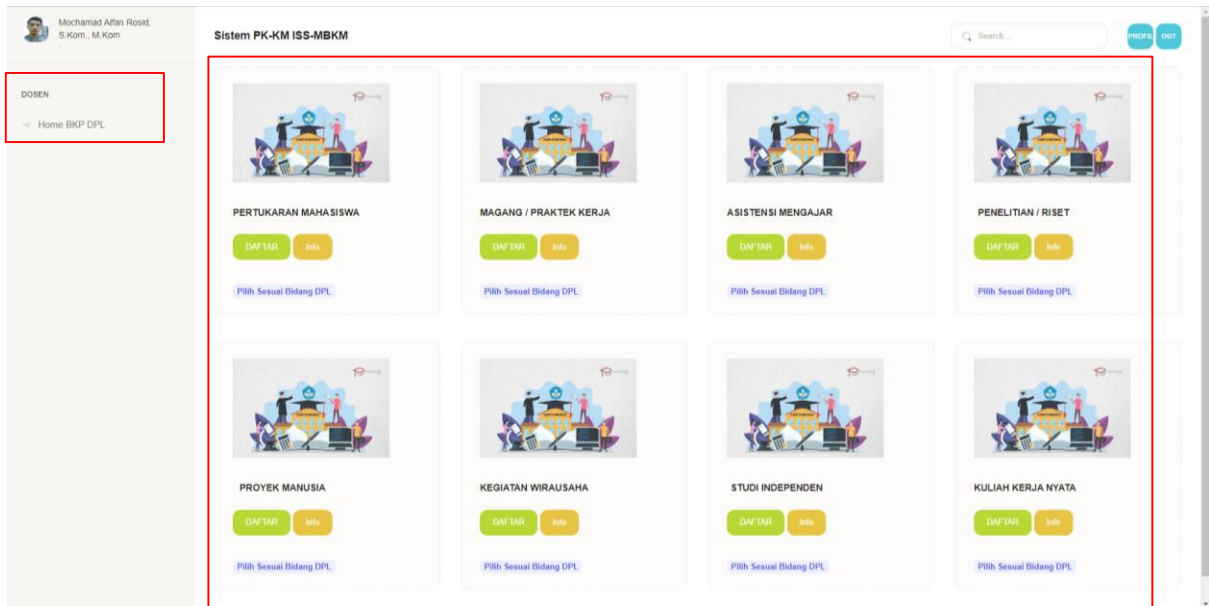 Mochamad Alfan Rosid,
S.Kom., M.Kom
DOSEN
Home BKP DPL
Sistem PK-KM ISS-MBKM
Search...
PROFIL
OUT
PERTUKARAN MAHASISWA
DAFTAR
Info
Pilih Sesuai Bidang DPL
MAGANG / PRAKTEK KERJA
DAFTAR
Info
Pilih Sesuai Bidang DPL
ASISTENSI MENGAJAR
DAFTAR
Info
Pilih Sesuai Bidang DPL
PENELITIAN / RISET
DAFTAR
Info
Pilih Sesuai Bidang DPL
PROYEK MANUSIA
DAFTAR
Info
Pilih Sesuai Bidang DPL
KEGIATAN WIRAUSAHA
DAFTAR
Info
Pilih Sesuai Bidang DPL
STUDI INDEPENDEN
DAFTAR
Info
Pilih Sesuai Bidang DPL
KULIAH KERJA NYATA
DAFTAR
Info
Pilih Sesuai Bidang DPL